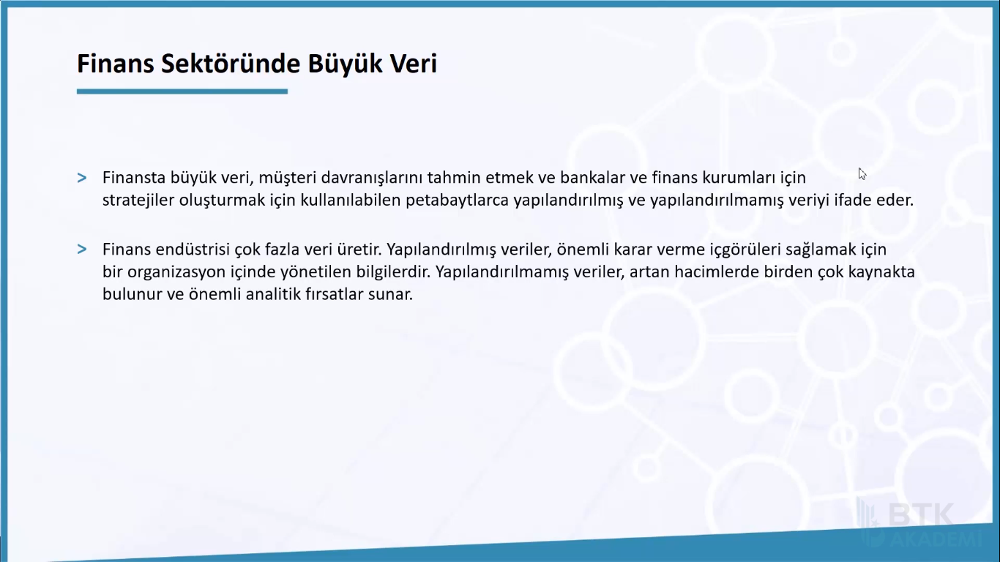 Finans Sektöründe Büyük Veri
> Finansta büyük veri, müşteri davranışlarını tahmin etmek ve bankalar ve finans kurumları için
stratejiler oluşturmak için kullanılabilen petabaytlarca yapılandırılmış ve yapılandırılmamış veriyi ifade eder.
> Finans endüstrisi çok fazla veri üretir. Yapılandırılmış veriler, önemli karar verme içgörüleri sağlamak için
bir organizasyon içinde yönetilen bilgilerdir. Yapılandırılmamış veriler, artan hacimlerde birden çok kaynakta
bulunur ve önemli analitik fırsatlar sunar.
BTK
AKADEMİ